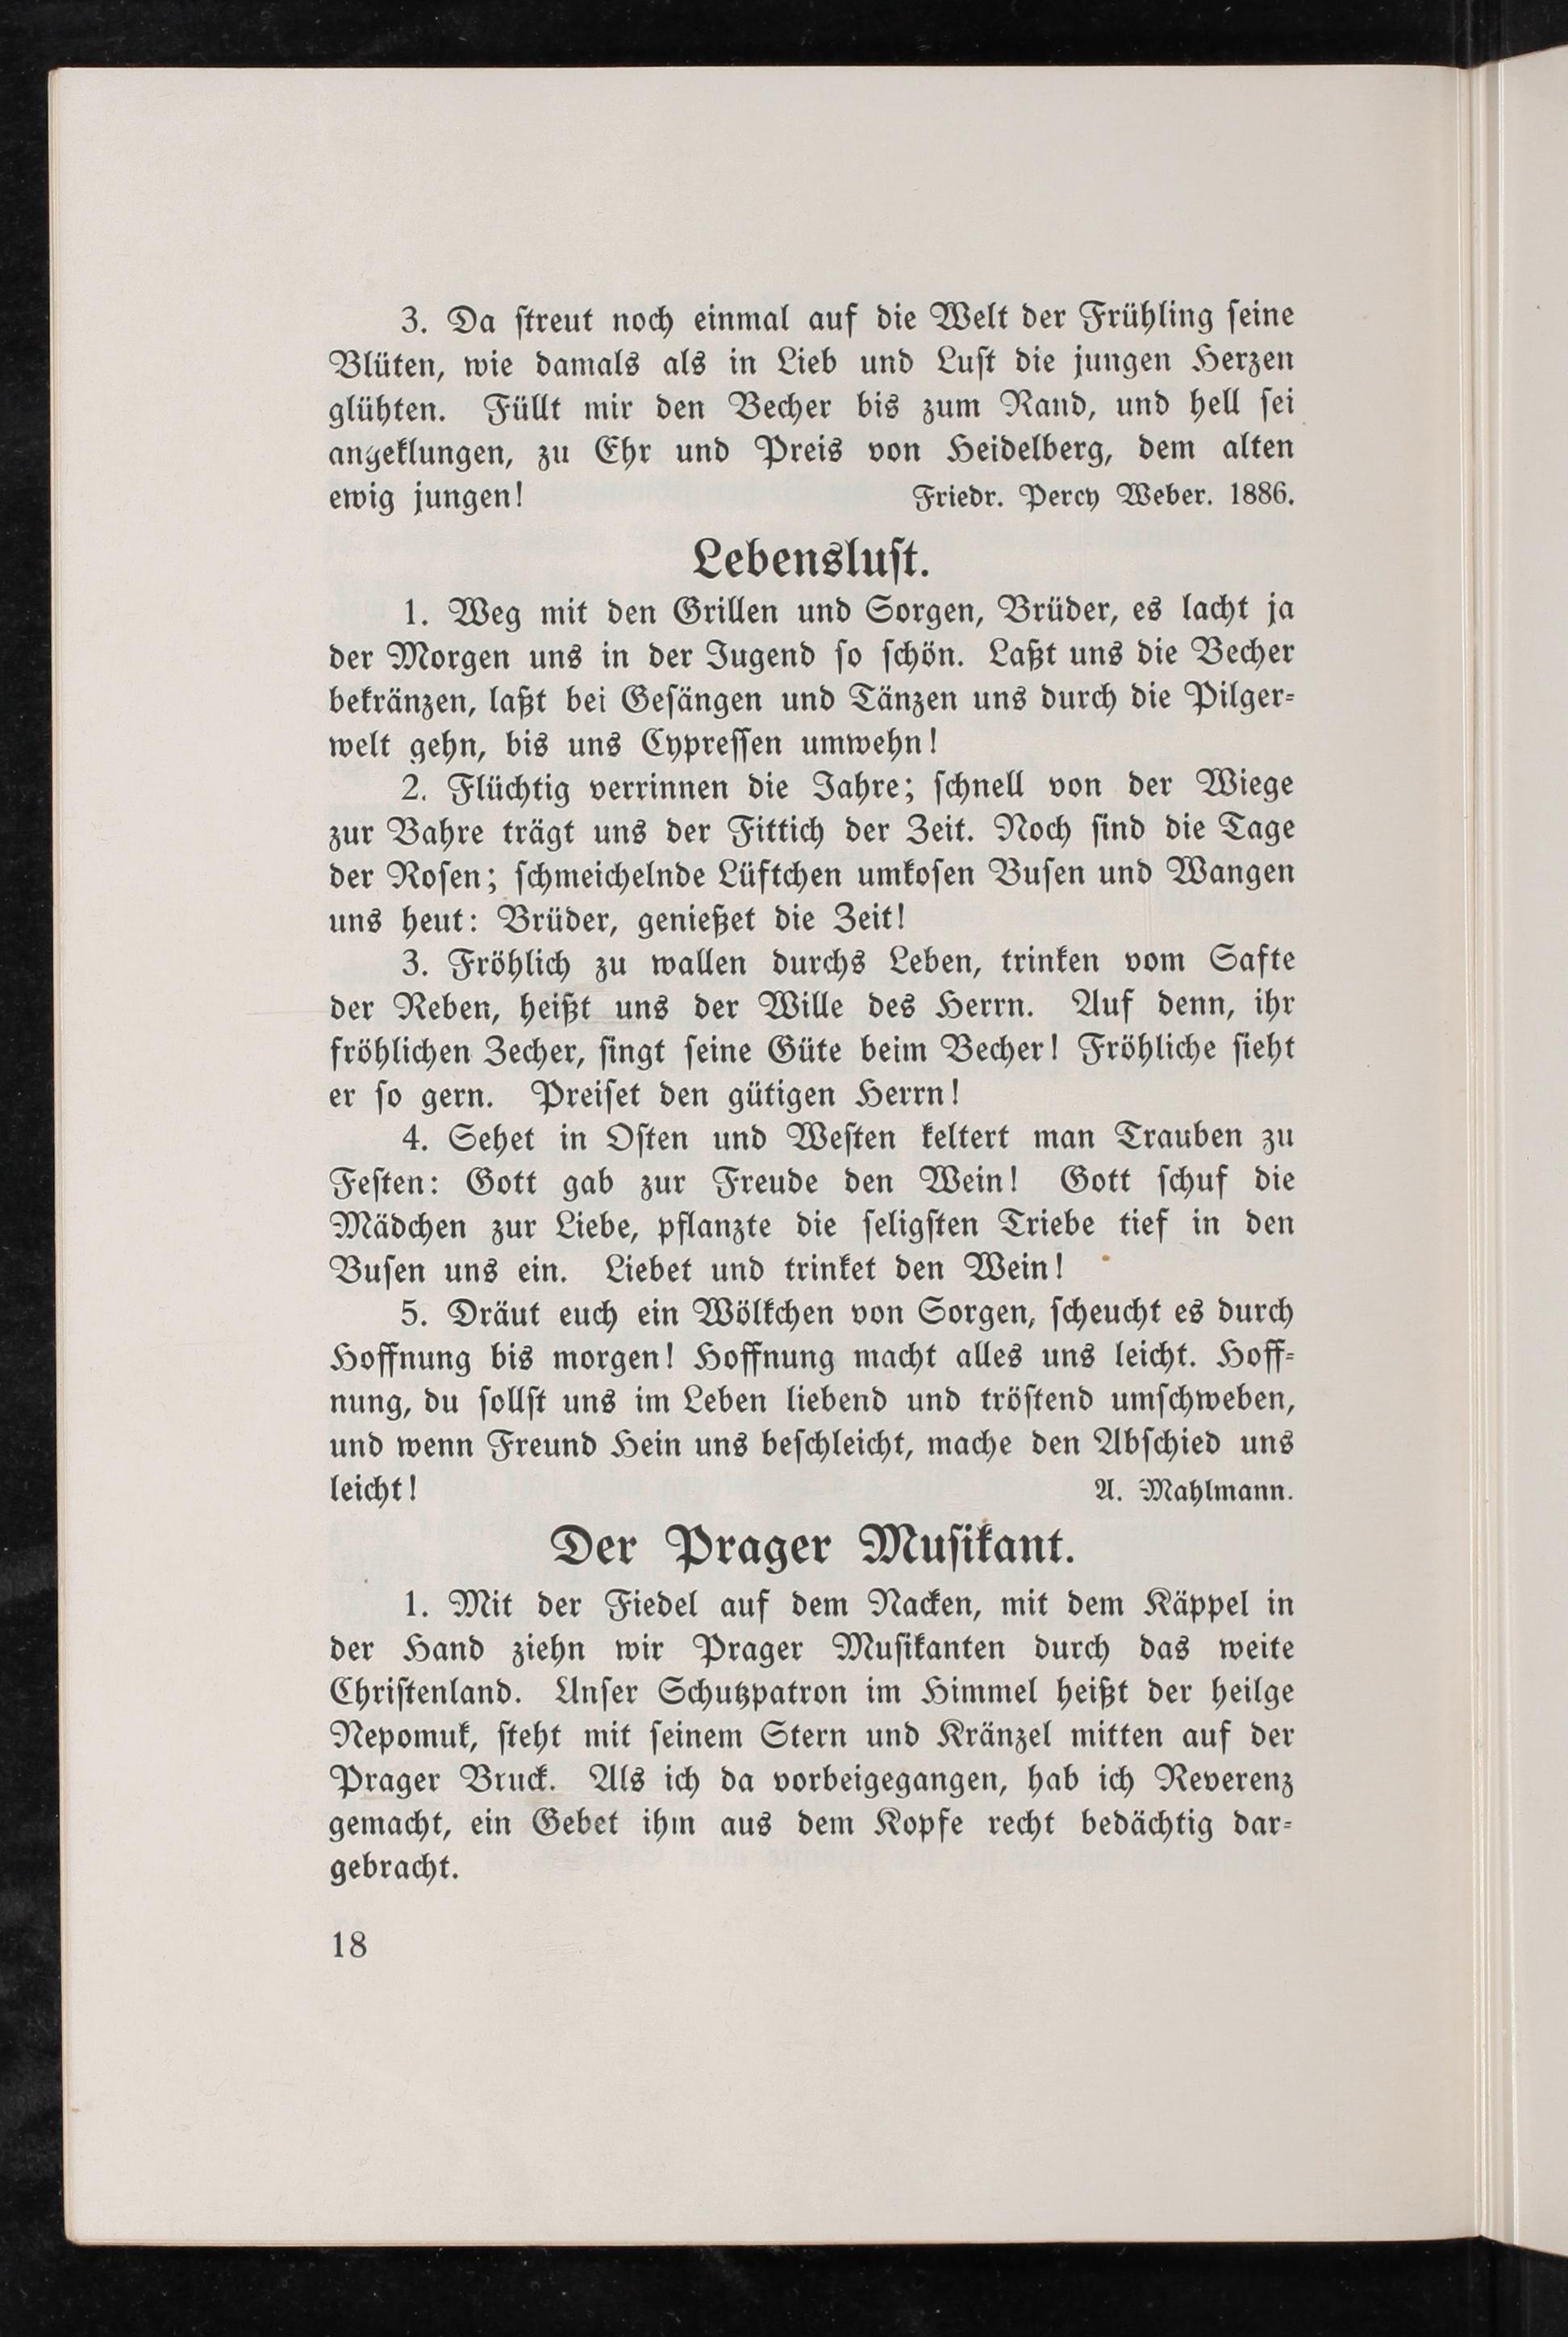 3. Da ſtreut noch einmal auf die Welt der Frühling ſeine
Blüten, wie damals als in Lieb und Luſt die jungen Herzen
glühten. Füllt mir den Becher bis zum Rand, und hell ſei
angeklungen, zu Ehr und Preis von Heidelberg, dem alten
ewig jungen! Friedr. Percy Weber. 1886.
Lebensluſt.
1. Weg mit den Grillen und Sorgen, Brüder, es lacht ja
der Morgen uns in der Jugend ſo ſchön. Laßt uns die Becher
bekränzen, laßt bei Geſängen und Tänzen uns durch die Pilger-
welt gehn, bis uns Cypreſſen umwehn!
2. Flüchtig verrinnen die Jahre; ſchnell von der Wiege
zur Bahre trägt uns der Fittich der Zeit. Noch ſind die Tage
der Roſen; ſchmeichelnde Lüftchen umkoſen Buſen und Wangen
uns heut: Brüder, genießet die Zeit!
3. Fröhlich zu wallen durchs Leben, trinken vom Safte
der Reben, heißt uns der Wille des Herrn. Auf denn, ihr
fröhlichen Zecher, ſingt ſeine Güte beim Becher! Fröhliche ſieht
er ſo gern. Preiſet den gütigen Herrn!
4. Sehet in Oſten und Weſten keltert man Trauben zu
Feſten: Gott gab zur Freude den Wein! Gott ſchuf die
Mädchen zur Liebe, pflanzte die ſeligſten Triebe tief in den
Buſen uns ein. Liebet und trinket den Wein!
5. Dräut euch ein Wölkchen von Sorgen, ſcheucht es durch
Hoffnung bis morgen! Hoffnung macht alles uns leicht. Hoff-
nung, du ſollſt uns im Leben liebend und tröſtend umſchweben,
und wenn Freund Hein uns beſchleicht, mache den Abſchied uns
leicht! A. Mahlmann.
Der Prager Muſikant.
1. Mit der Fiedel auf dem Nacken, mit dem Käppel in
der Hand ziehn wir Prager Muſikanten durch das weite
Chriſtenland. Unſer Schutzpatron im Himmel heißt der heilge
Nepomuk, ſteht mit ſeinem Stern und Kränzel mitten auf der
Prager Bruck. Als ich da vorbeigegangen, hab ich Reverenz
gemacht, ein Gebet ihm aus dem Kopfe recht bedächtig dar-
gebracht.
18